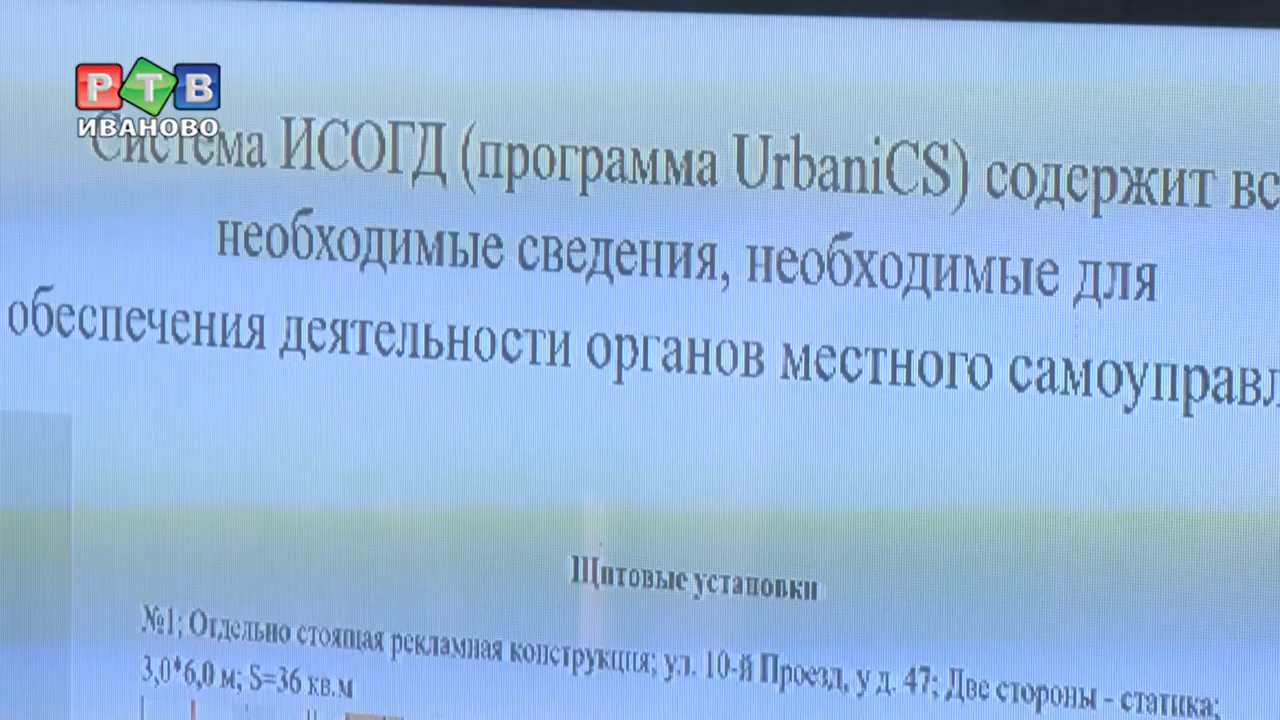 РТВ
ИВАНОВО
Система ИСОГД (программа UrbaniCS) содержит вс
необходимые сведения, необходимые для
обеспечения деятельности органов местного самоуправл
Щитовые установки
№1; Отдельно стоящая рекламная конструкция; ул. 10-й Проезд, у д. 47; Две стороны - статика;
3,0*6,0 м; S=36 кв.м